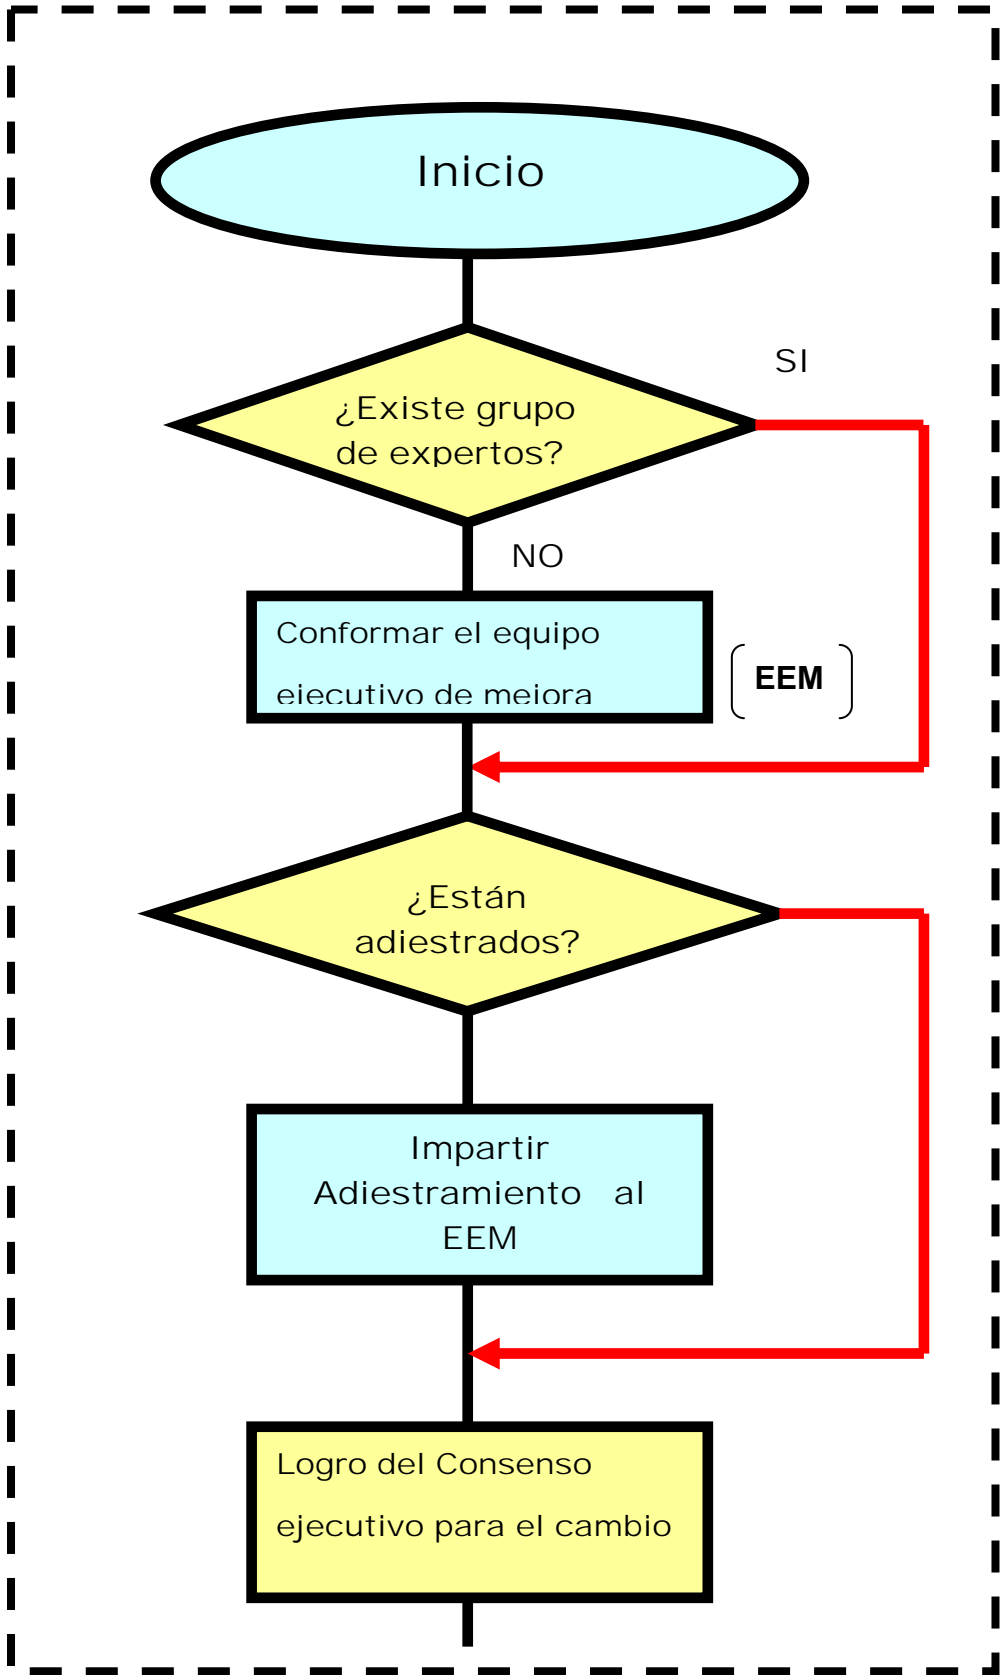 Inicio
SI
¿Existe grupo
de expertos?
NO
Conformar el equipo
ejecutivo de mejora
EEM
¿Están
adiestrados?
Impartir
Adiestramiento al
EEM
Logro del Consenso
ejecutivo para el cambio